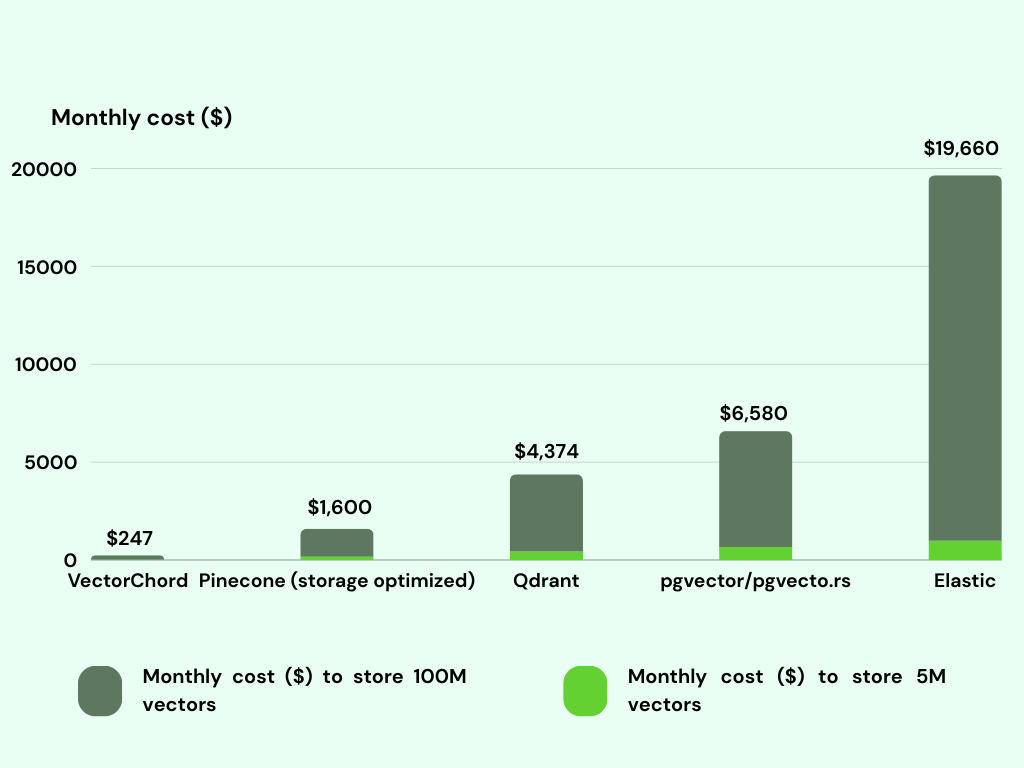 Monthly cost ($)
$19,660
20000
15000
10000
$6,580
$4,374
5000
$1,600
$247
0
VectorChord Pinecone (storage optimized) Qdrant pgvector/pgvecto.rs Elastic
Monthly cost ($) to store 100M
vectors
Monthly cost ($) to store 5M
vectors